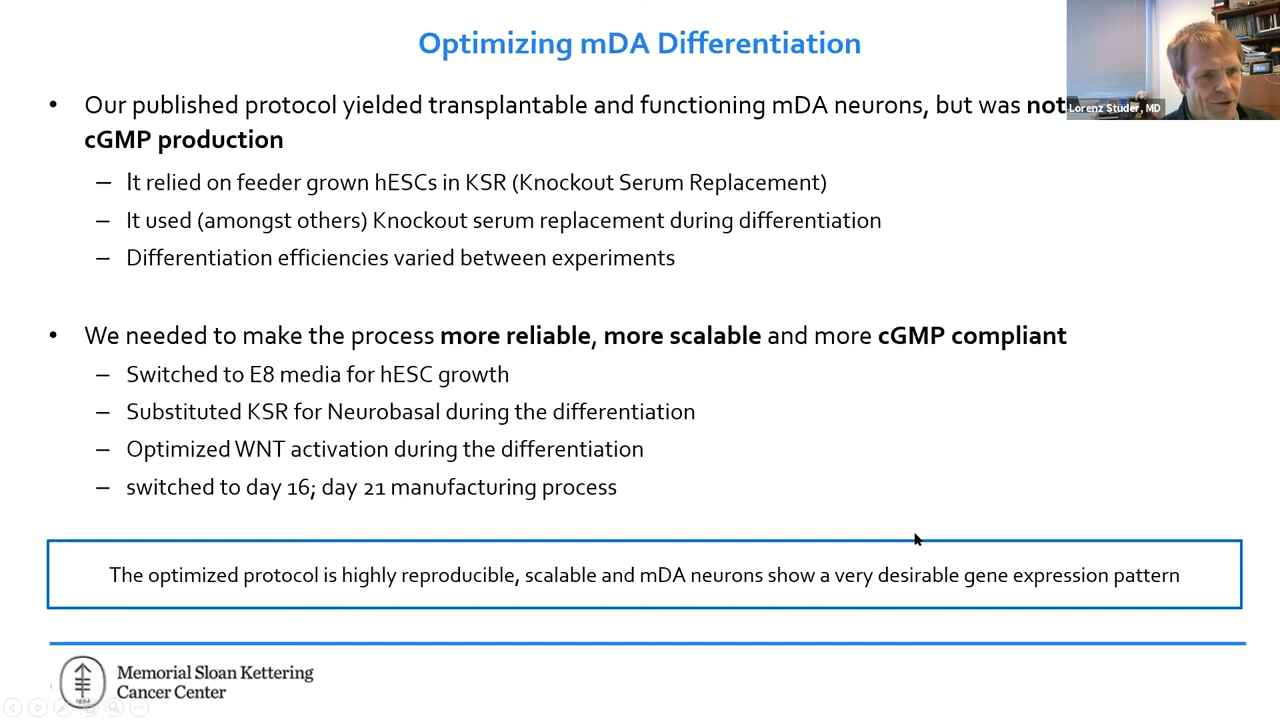 Optimizing mDA Differentiation
Lorenz Studer, MD
• Our published protocol yielded transplantable and functioning mDA neurons, but was not
cGMP production
– It relied on feeder grown hESCs in KSR (Knockout Serum Replacement)
– It used (amongst others) Knockout serum replacement during differentiation
– Differentiation efficiencies varied between experiments
• We needed to make the process more reliable, more scalable and more cGMP compliant
– Switched to E8 media for hESC growth
– Substituted KSR for Neurobasal during the differentiation
– Optimized WNT activation during the differentiation
– switched to day 16; day 21 manufacturing process
The optimized protocol is highly reproducible, scalable and mDA neurons show a very desirable gene expression pattern
Memorial Sloan Kettering
Cancer Center
1884